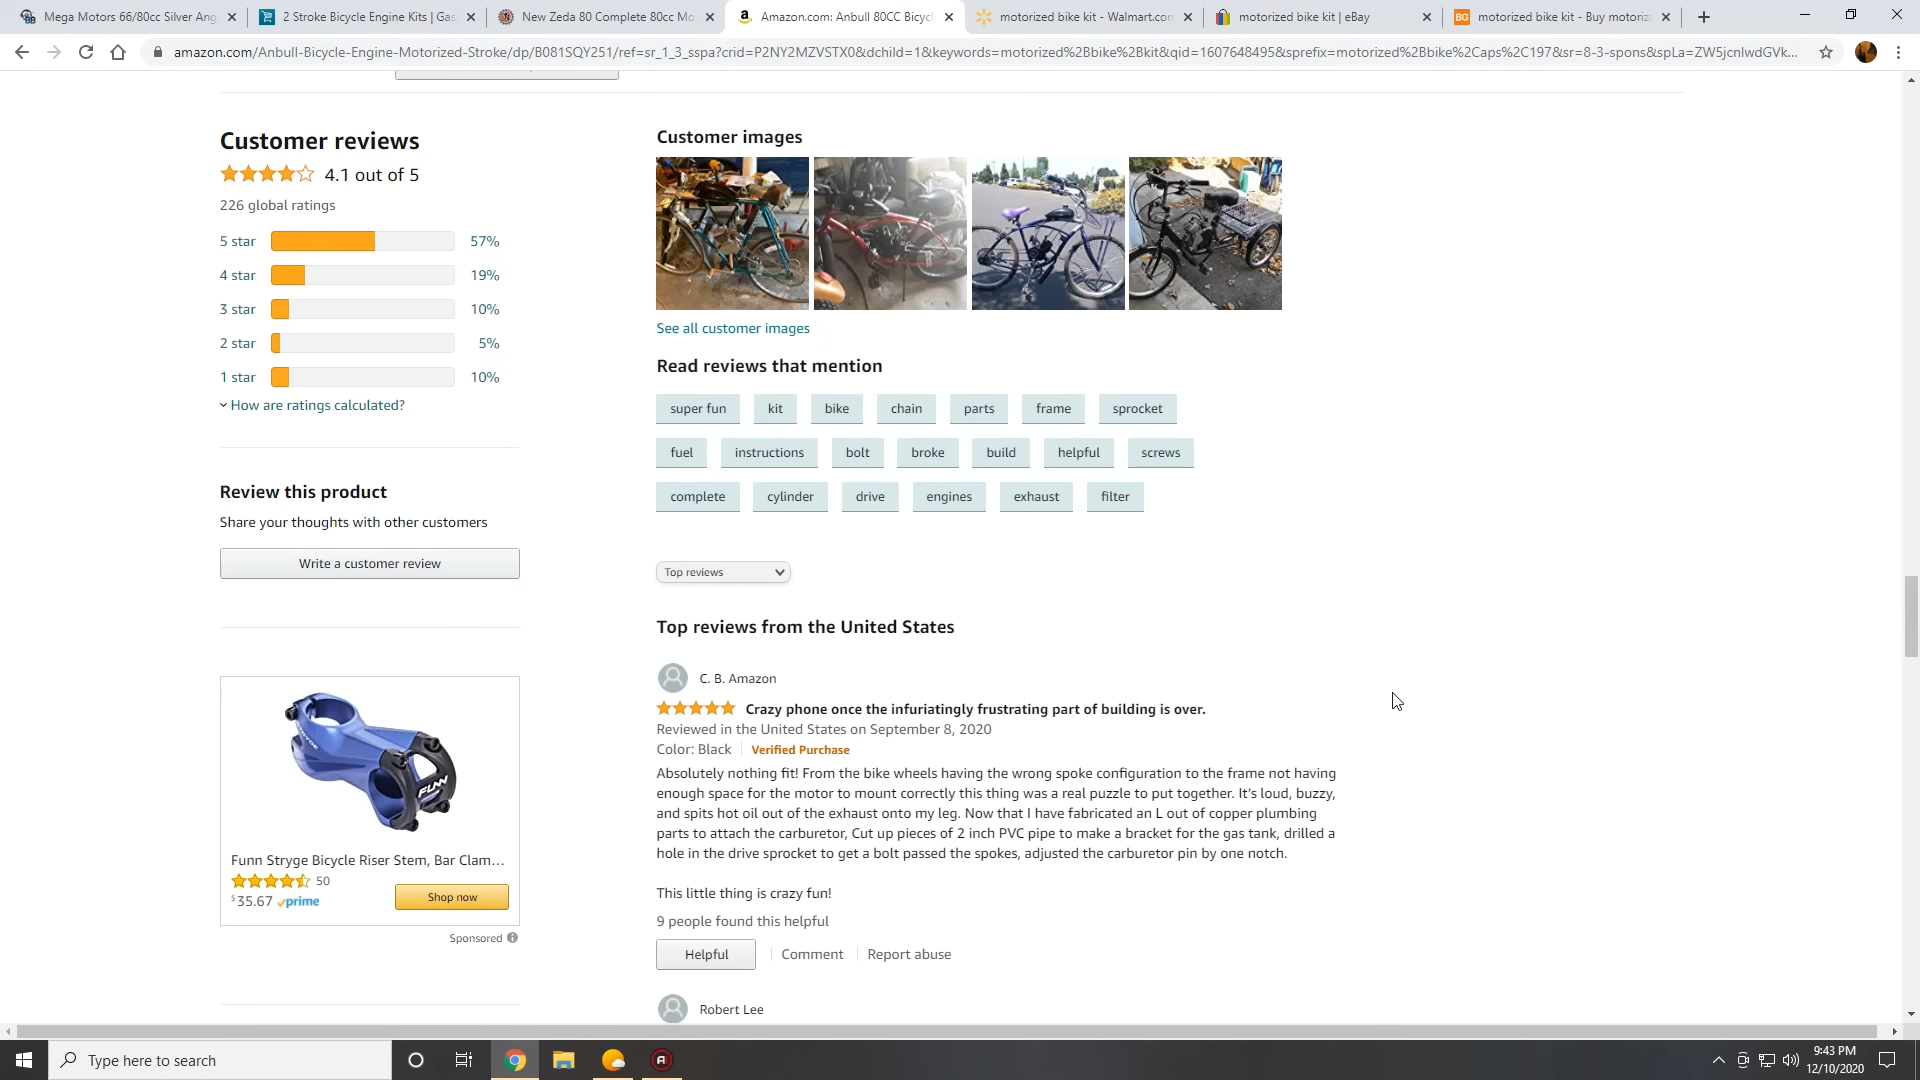 Mega Motors 66/80cc Silver Ang
2 Stroke Bicycle Engine Kits | Gas
New Zeda 80 Complete 80cc Mo
Amazon.com: Anbull 80CC Bicycl
motorized bike kit - Walmart.con
motorized bike kit | eBay
BG
motorized bike kit - Buy motoriz
amazon.com/Anbull-Bicycle-Engine-Motorized-Stroke/dp/B081SQY251/ref=sr_1_3_sspa?crid=P2NY2MZVSTX0&dchild=1&keywords=motorized%2Bbike%2Bkit&qid=1607648495&sprefix=motorized%2Bbike%2Caps%2C197&sr=8-3-spons&spLa=ZW5jcnlwdGVk...
Customer reviews
4.1 out of 5
226 global ratings
5 star 57%
4 star 19%
3 star 10%
2 star 5%
1 star 10%
How are ratings calculated?
Review this product
Share your thoughts with other customers
Write a customer review
FUNN
Funn Stryge Bicycle Riser Stem, Bar Clam...
50
$35.67 prime
Shop now
Sponsored
Customer images
See all customer images
Read reviews that mention
super fun kit bike chain parts frame sprocket
fuel instructions bolt broke build helpful screws
complete cylinder drive engines exhaust filter
Top reviews
Top reviews from the United States
C. B. Amazon
Crazy phone once the infuriatingly frustrating part of building is over.
Reviewed in the United States on September 8, 2020
Color: Black Verified Purchase
Absolutely nothing fit! From the bike wheels having the wrong spoke configuration to the frame not having
enough space for the motor to mount correctly this thing was a real puzzle to put together. It's loud, buzzy,
and spits hot oil out of the exhaust onto my leg. Now that I have fabricated an L out of copper plumbing
parts to attach the carburetor, Cut up pieces of 2 inch PVC pipe to make a bracket for the gas tank, drilled a
hole in the drive sprocket to get a bolt passed the spokes, adjusted the carburetor pin by one notch.
This little thing is crazy fun!
9 people found this helpful
Helpful
Comment
Report abuse
Robert Lee
Type here to search
9:43 PM
12/10/2020